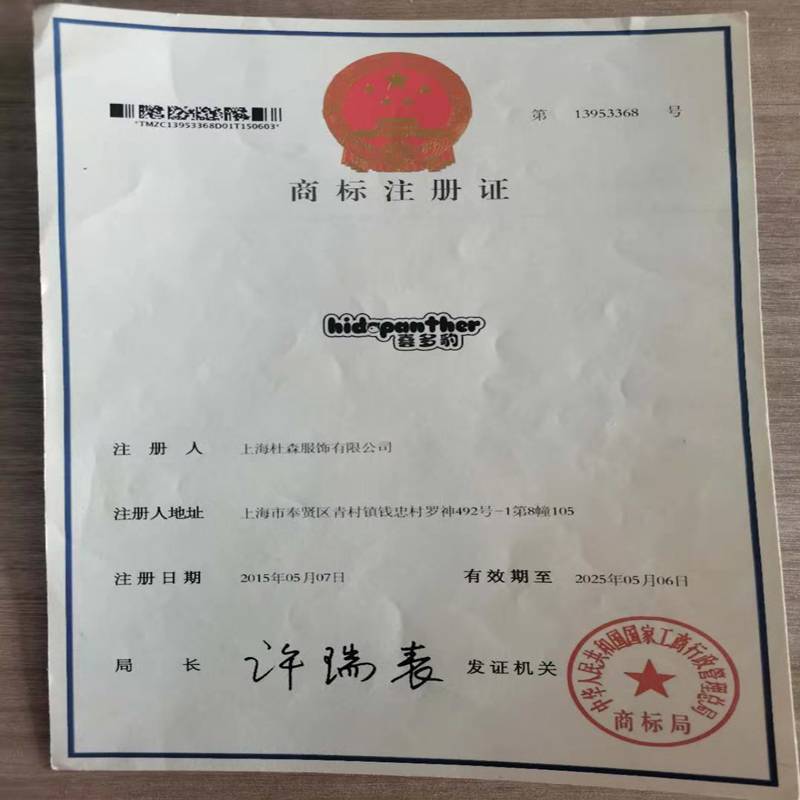 *TMZC13953368D01T150603*
第 13953368 号
商标注册证
hidopanther
喜多豹
注册人 上海杜森服饰有限公司
注册人地址 上海市奉贤区青村镇钱忠村罗神492号-1第8幢105
注册日期 2015年05月07日 有效期至 2025年05月06日
局长 许瑞表 发证机关
中华人民共和国国家工商行政管理总局
商标局